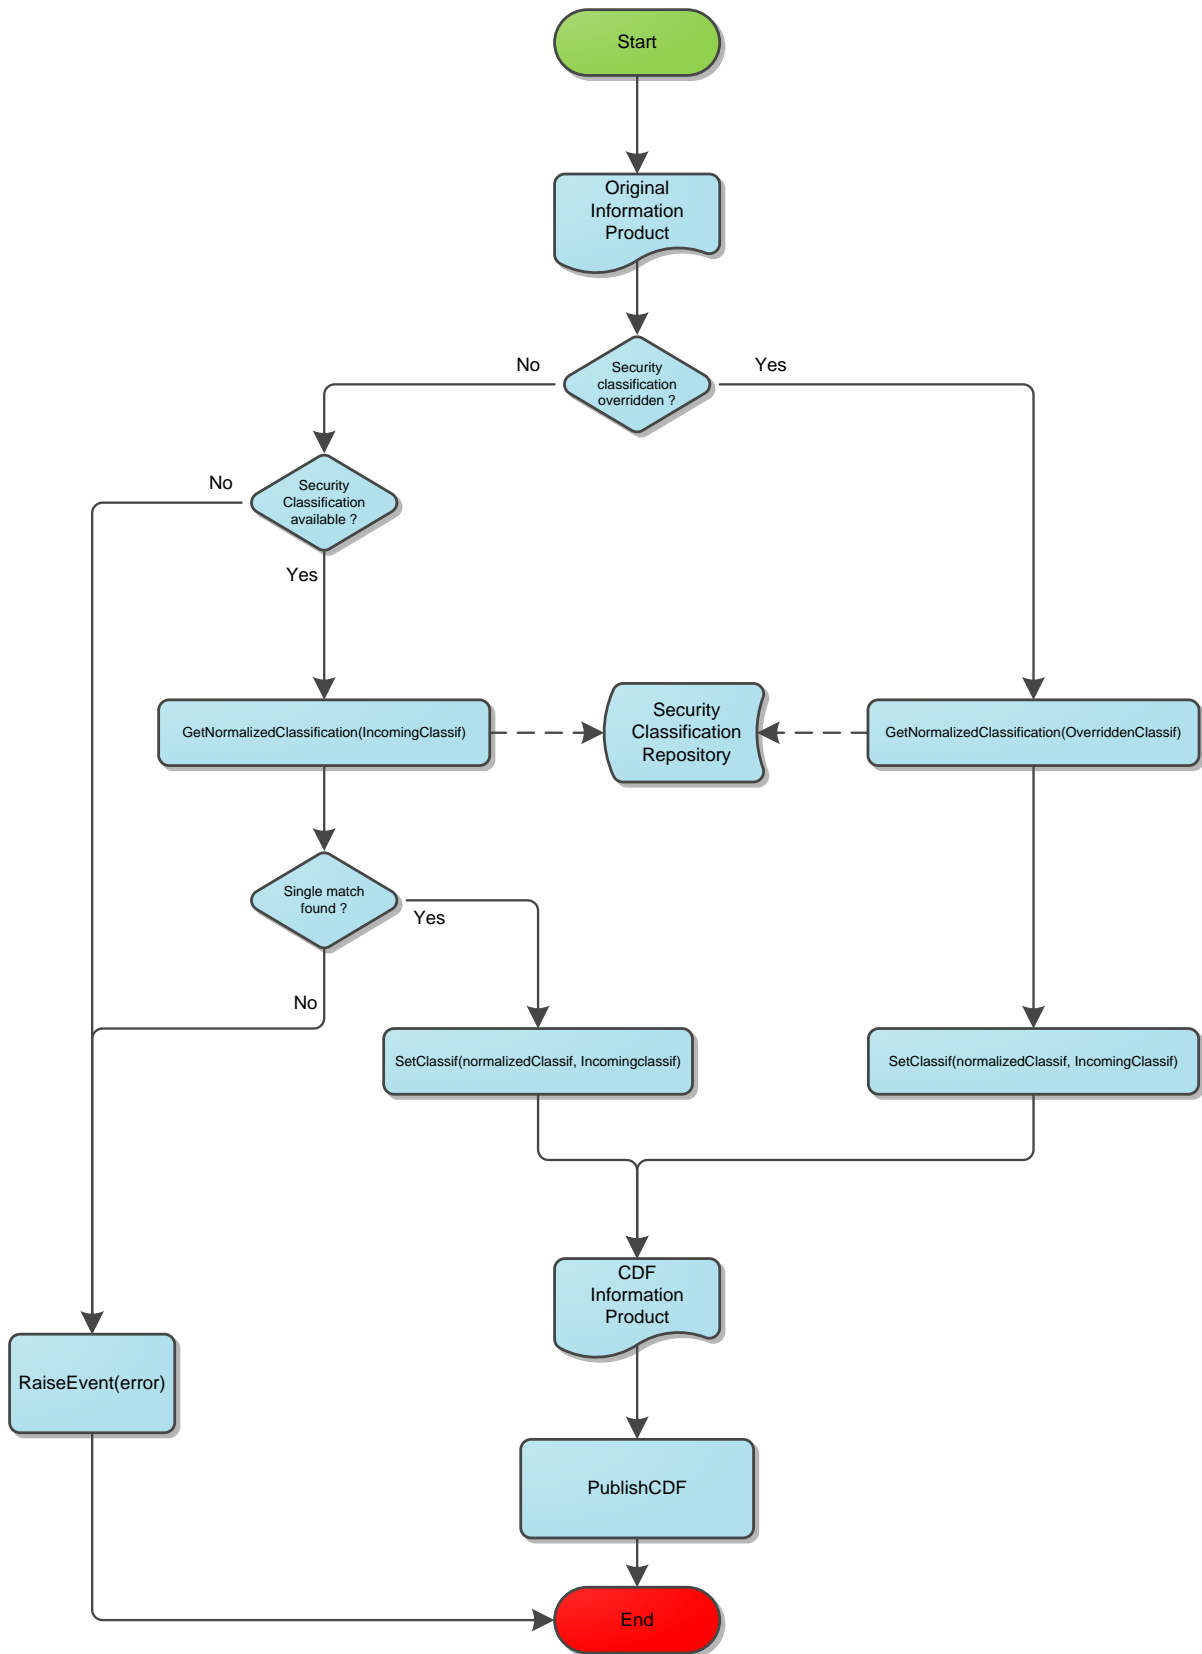 Start
Original
Information
Product
No
Yes
Security
classification
overridden ?
No
Security
Classification
available ?
Yes
GetNormalizedClassification(IncomingClassif)
Security
Classification
Repository
GetNormalizedClassification(OverriddenClassif)
Single match
found ?
Yes
No
SetClassif(normalizedClassif, Incomingclassif)
SetClassif(normalizedClassif, IncomingClassif)
CDF
Information
Product
RaiseEvent(error)
PublishCDF
End